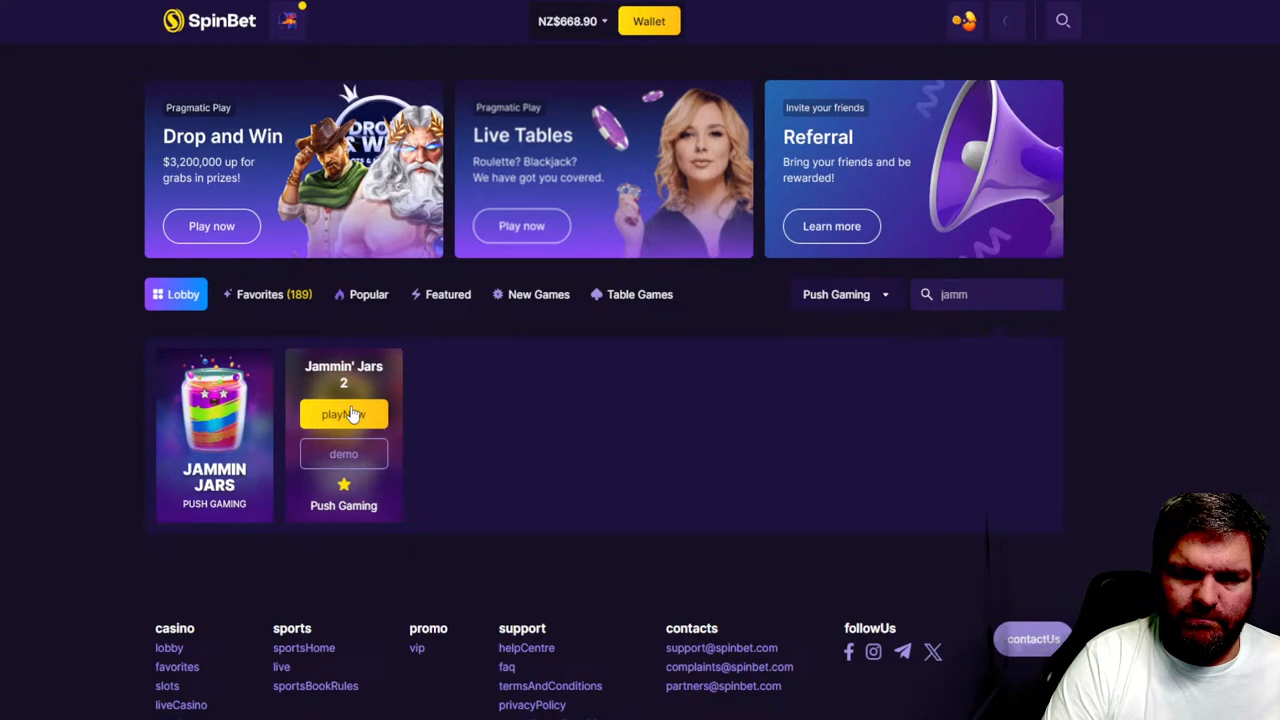 SpinBet
NZ$668.90
Wallet
Pragmatic Play
Drop and Win
$3,200,000 up for
grabs in prizes!
Play now
Pragmatic Play
Live Tables
Roulette? Blackjack?
We have got you covered.
Play now
Invite your friends
Referral
Bring your friends and be
rewarded!
Learn more
Lobby
Favorites (189)
Popular
Featured
New Games
Table Games
Push Gaming
jamm
JAMMIN
JARS
PUSH GAMING
Jammin' Jars
2
demo
Push Gaming
casino
lobby
favorites
slots
liveCasino
sports
sportsHome
live
sportsBookRules
promo
vip
support
helpCentre
faq
termsAndConditions
privacyPolicy
contacts
support@spinbet.com
complaints@spinbet.com
partners@spinbet.com
followUs
contactUs